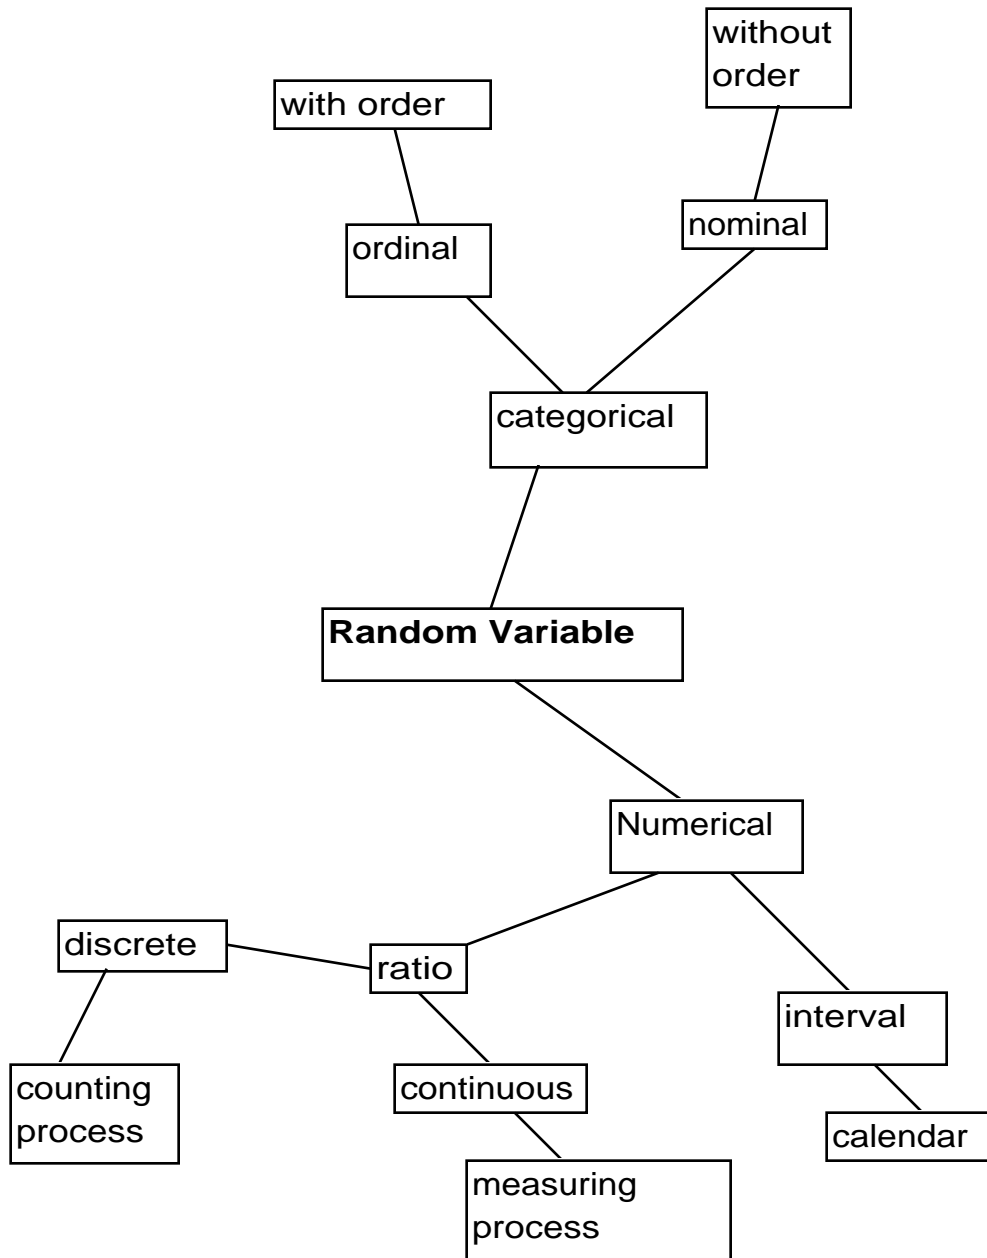 without
order
with order
nominal
ordinal
categorical
Random Variable
Numerical
discrete
ratio
interval
counting
process
continuous
calendar
measuring
process